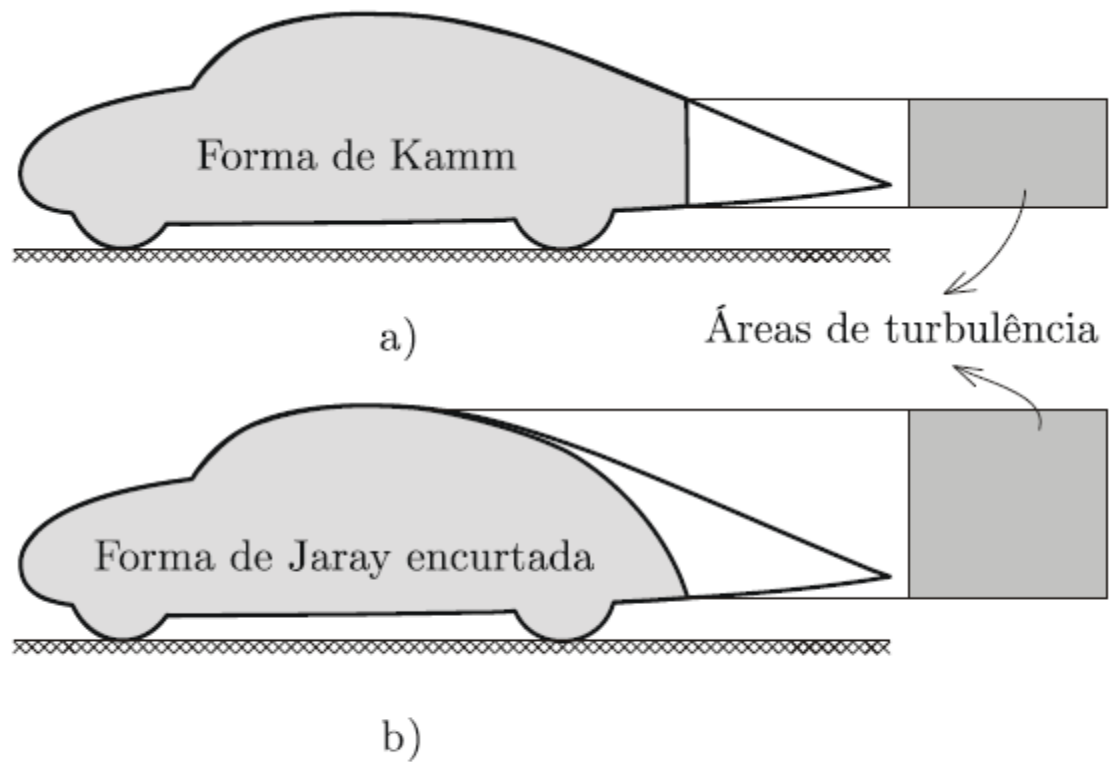 Forma de Kamm
a)
Áreas de turbulência
Forma de Jaray encurtada
b)